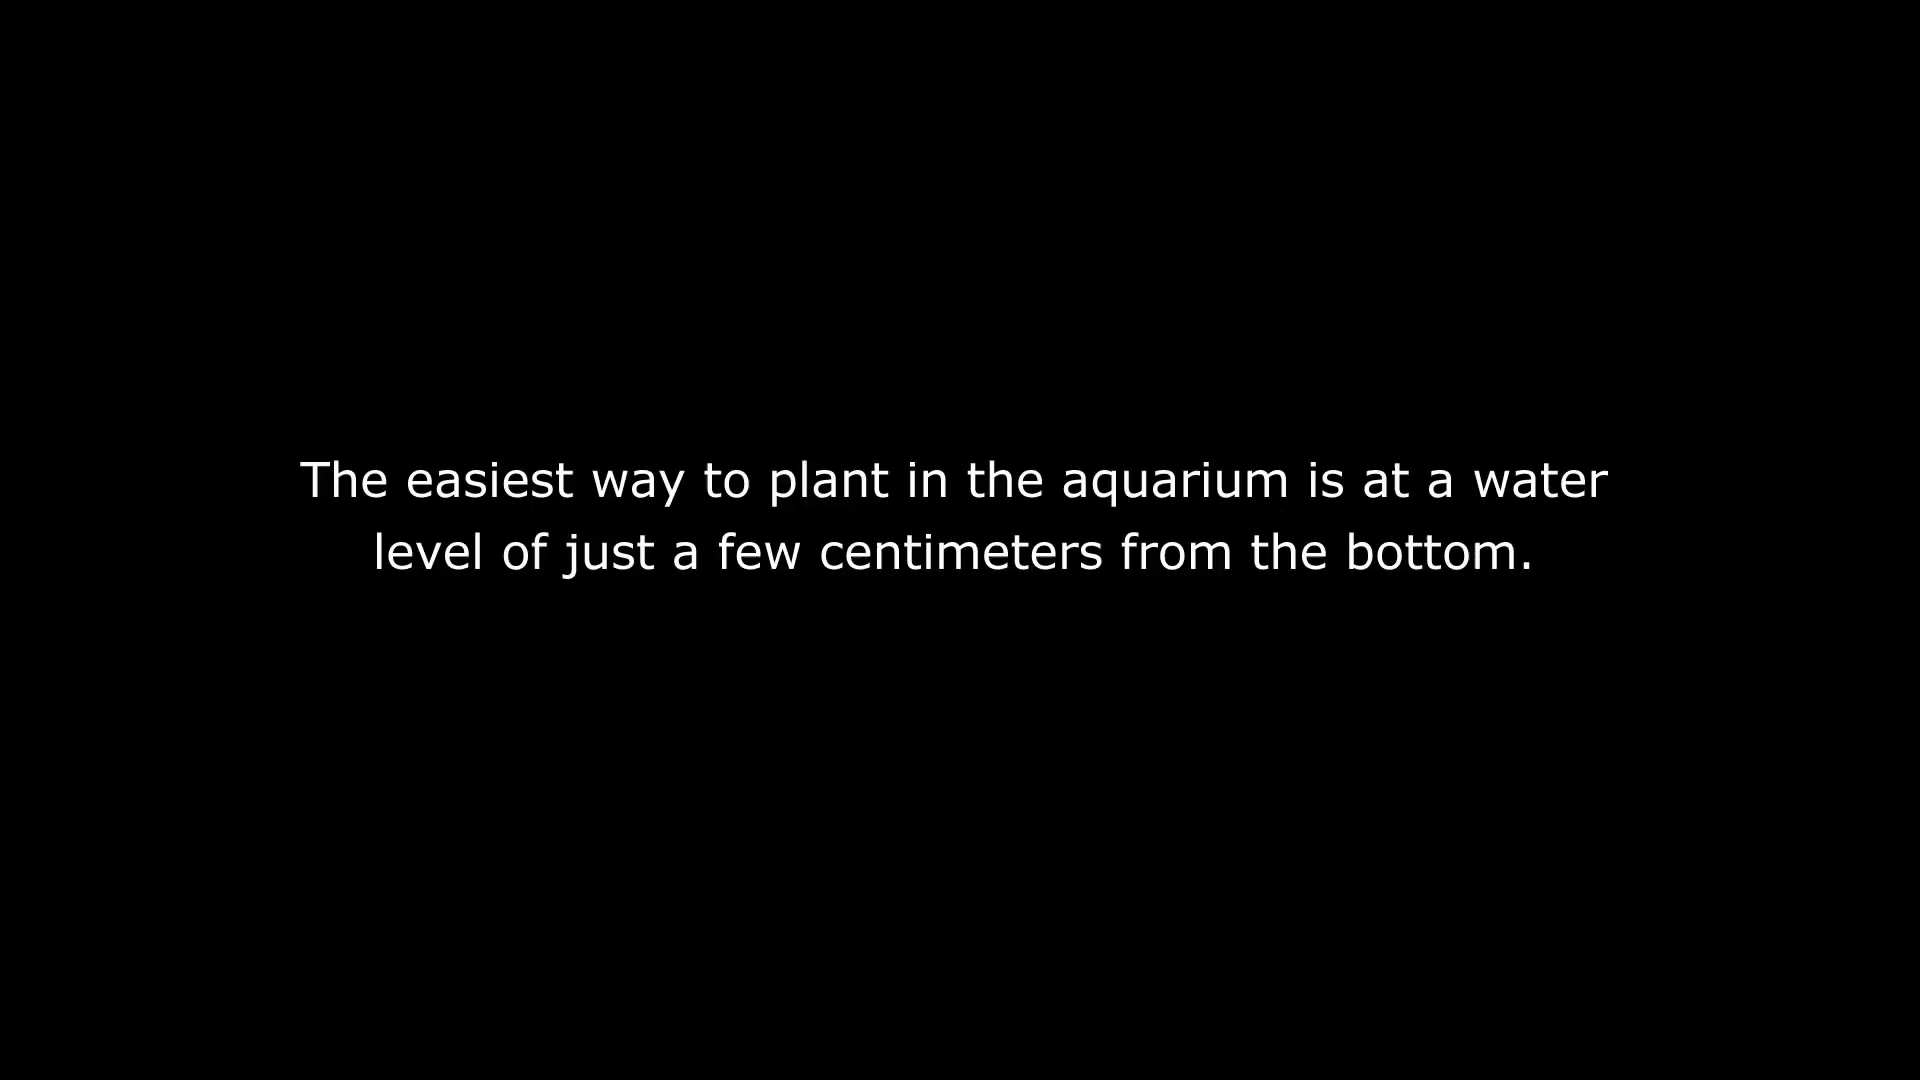 The easiest way to plant in the aquarium is at a water
level of just a few centimeters from the bottom.